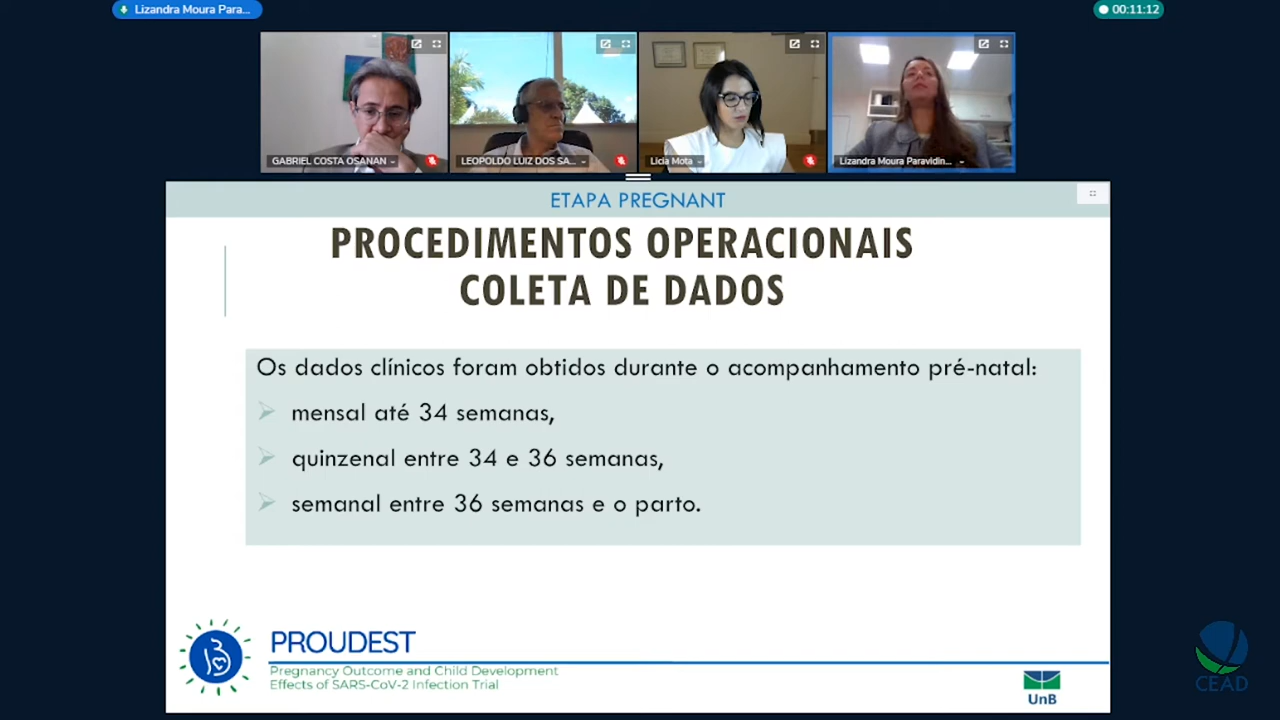 Lizandra Moura Para...
00:11:12
GABRIEL COSTA OSANAN
LEOPOLDO LUIZ DOS SA...
Licia Mota
Lizandra Moura Paravidin...
ETAPA PREGNANT
PROCEDIMENTOS OPERACIONAIS
COLETA DE DADOS
Os dados clínicos foram obtidos durante o acompanhamento pré-natal:
mensal até 34 semanas,
quinzenal entre 34 e 36 semanas,
semanal entre 36 semanas e o parto.
PROUDEST
Pregnancy Outcome and Child Development
Effects of SARS-CoV-2 Infection Trial
UnB
CEAD